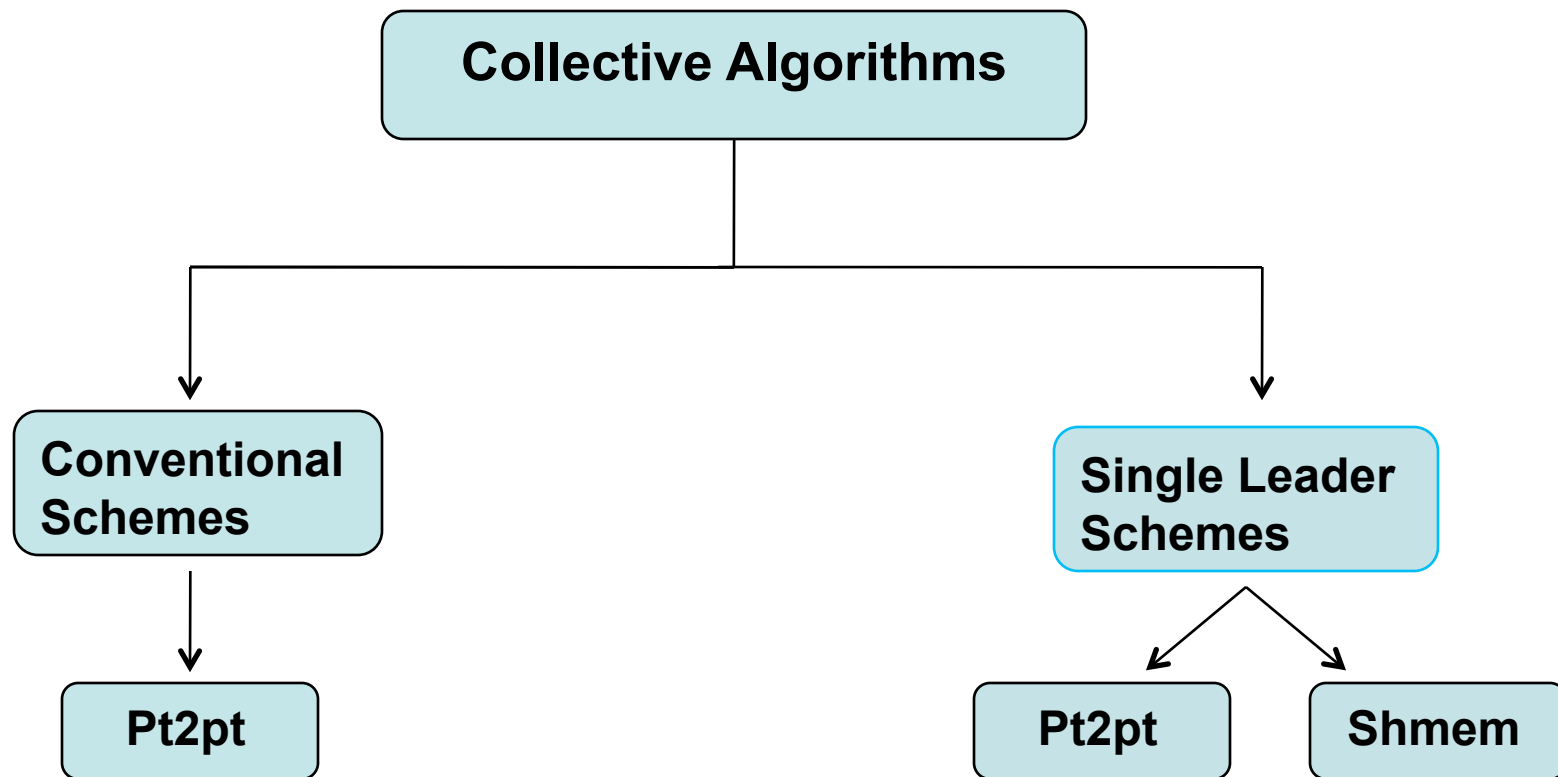 Collective Algorithms
Conventional
Schemes
Single Leader
Schemes
Pt2pt
Pt2pt
Shmem